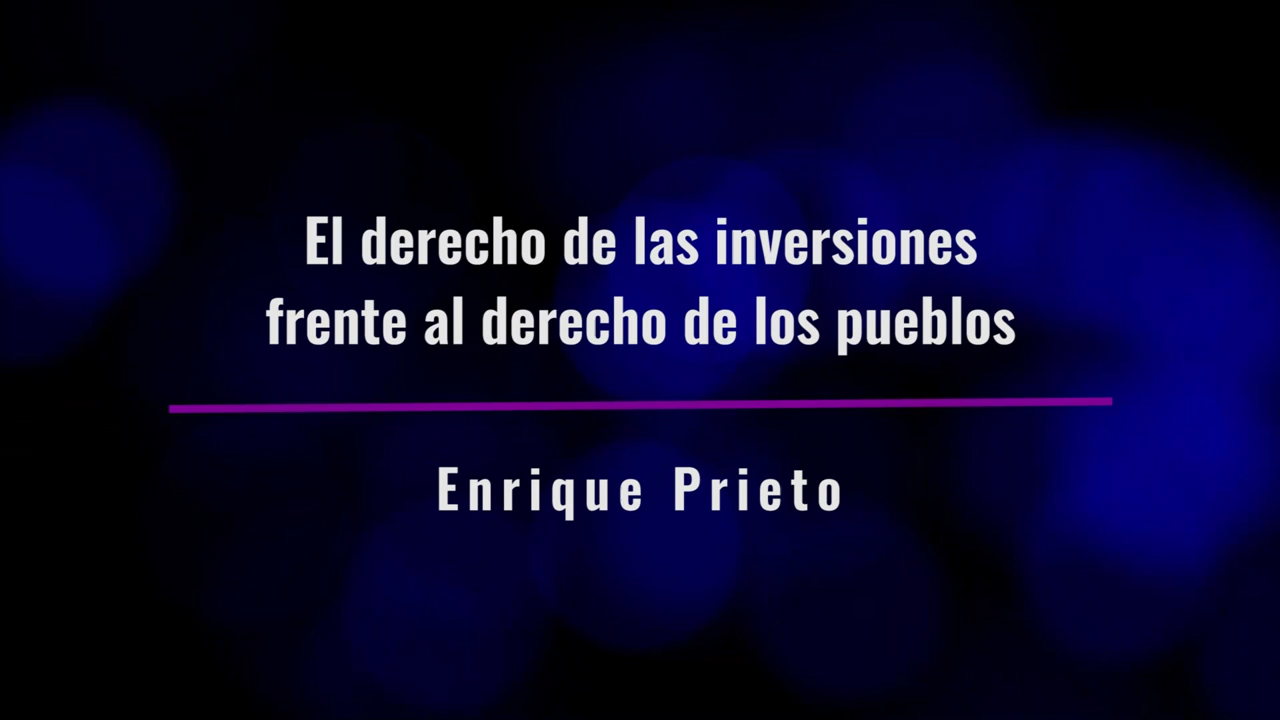 El derecho de las inversiones
frente al derecho de los pueblos
Enrique Prieto